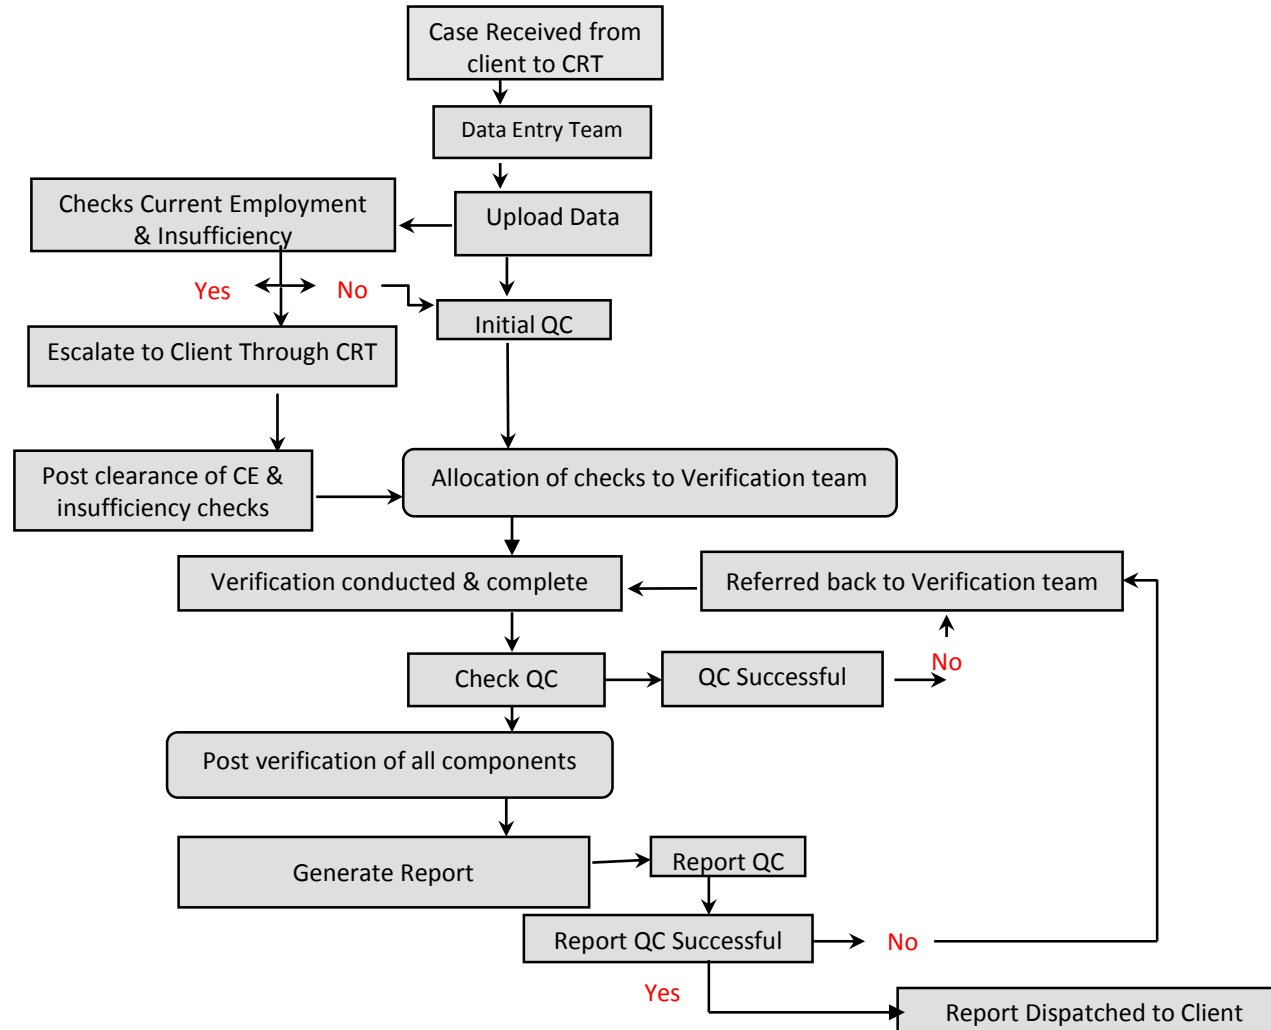 Case Received from
client to CRT
Data Entry Team
Checks Current Employment
& Insufficiency
Upload Data
Yes
No
Initial QC
Escalate to Client Through CRT
Post clearance of CE &
insufficiency checks
Allocation of checks to Verification team
Verification conducted & complete
Referred back to Verification team
Check QC
QC Successful
No
Post verification of all components
Generate Report
Report QC
Report QC Successful
No
Yes
Report Dispatched to Client